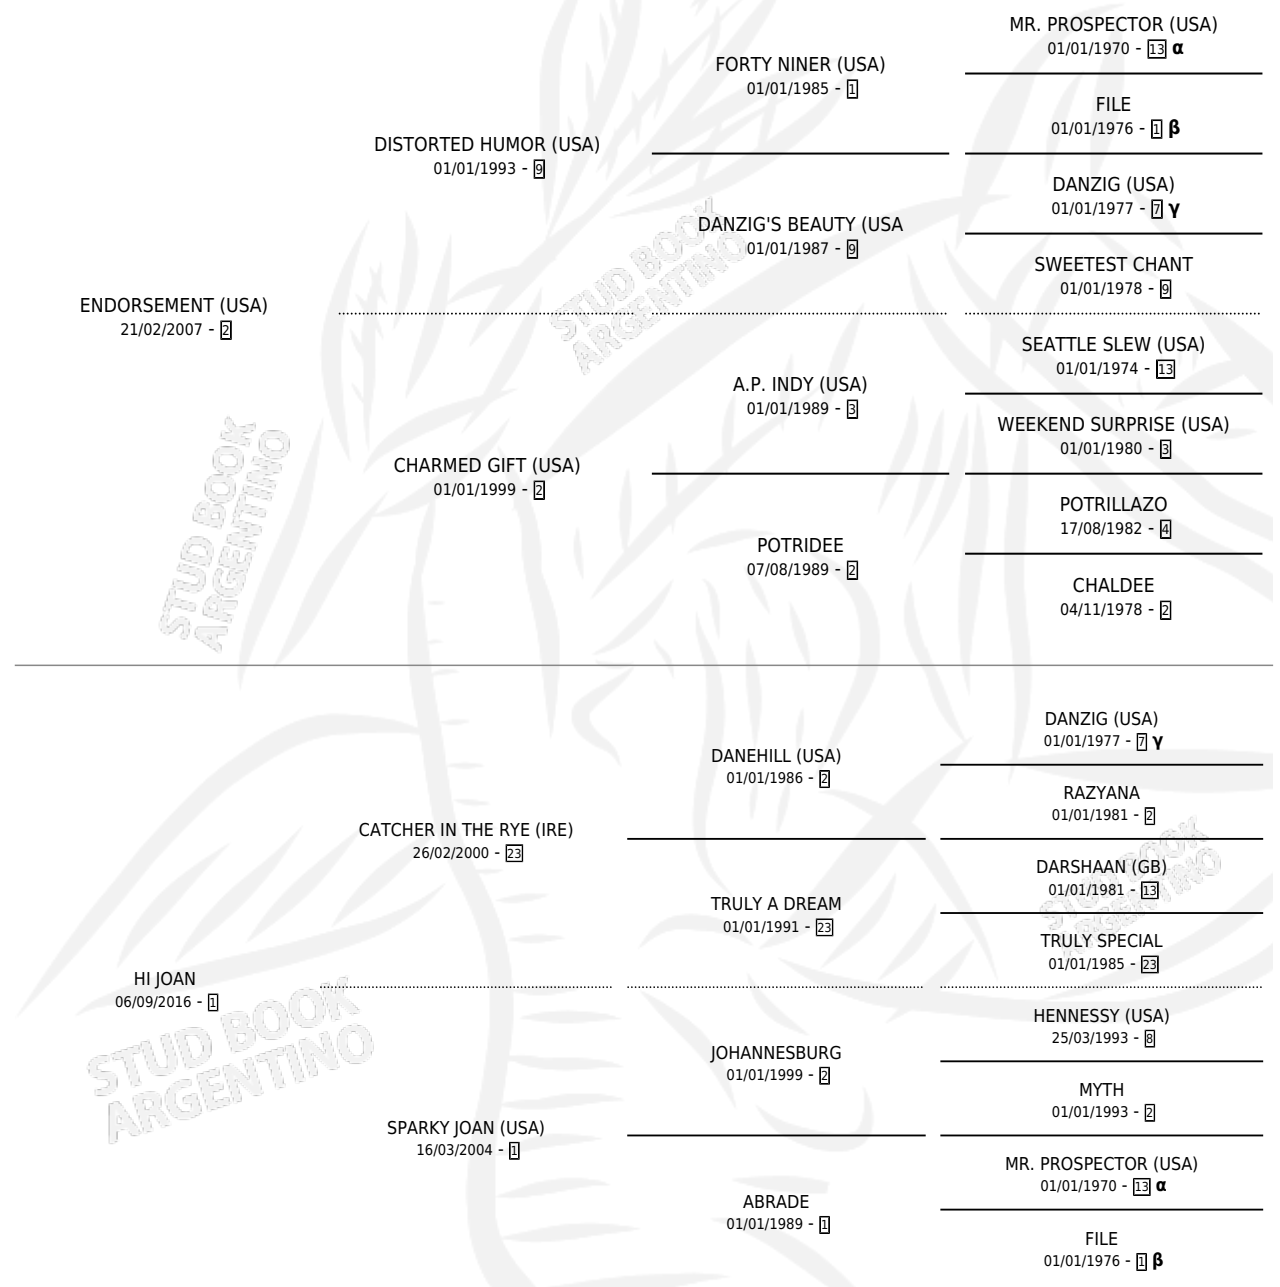 MR. PROSPECTOR (USA)
01/01/1970 - 13 α
FORTY NINER (USA)
01/01/1985 - 1
FILE
01/01/1976 - 1 β
DISTORTED HUMOR (USA)
01/01/1993 - 9
DANZIG (USA)
01/01/1977 - 7 γ
DANZIG'S BEAUTY (USA
01/01/1987 - 9
SWEETEST CHANT
01/01/1978 - 9
ENDORSEMENT (USA)
21/02/2007 - 2
SEATTLE SLEW (USA)
01/01/1974 - 13
A.P. INDY (USA)
01/01/1989 - 3
WEEKEND SURPRISE (USA)
01/01/1980 - 3
CHARMED GIFT (USA)
01/01/1999 - 2
POTRILLAZO
17/08/1982 - 4
POTRIDEE
07/08/1989 - 2
CHALDEE
04/11/1978 - 2
STUD BOOK
ARGENTINO
STUD BOOK
ARGENTINO
DANZIG (USA)
01/01/1977 - 7 γ
DANEHILL (USA)
01/01/1986 - 2
RAZYANA
01/01/1981 - 2
CATCHER IN THE RYE (IRE)
26/02/2000 - 23
DARSHAAN (GB)
01/01/1981 - 13
TRULY A DREAM
01/01/1991 - 23
TRULY SPECIAL
01/01/1985 - 23
HI JOAN
06/09/2016 - 1
HENNESSY (USA)
25/03/1993 - 8
JOHANNESBURG
01/01/1999 - 2
MYTH
01/01/1993 - 2
SPARKY JOAN (USA)
16/03/2004 - 1
MR. PROSPECTOR (USA)
01/01/1970 - 13 α
ABRADE
01/01/1989 - 1
FILE
01/01/1976 - 1 β
STUD BOOK
ARGENTINO
STUD BOOK
ARGENTINO